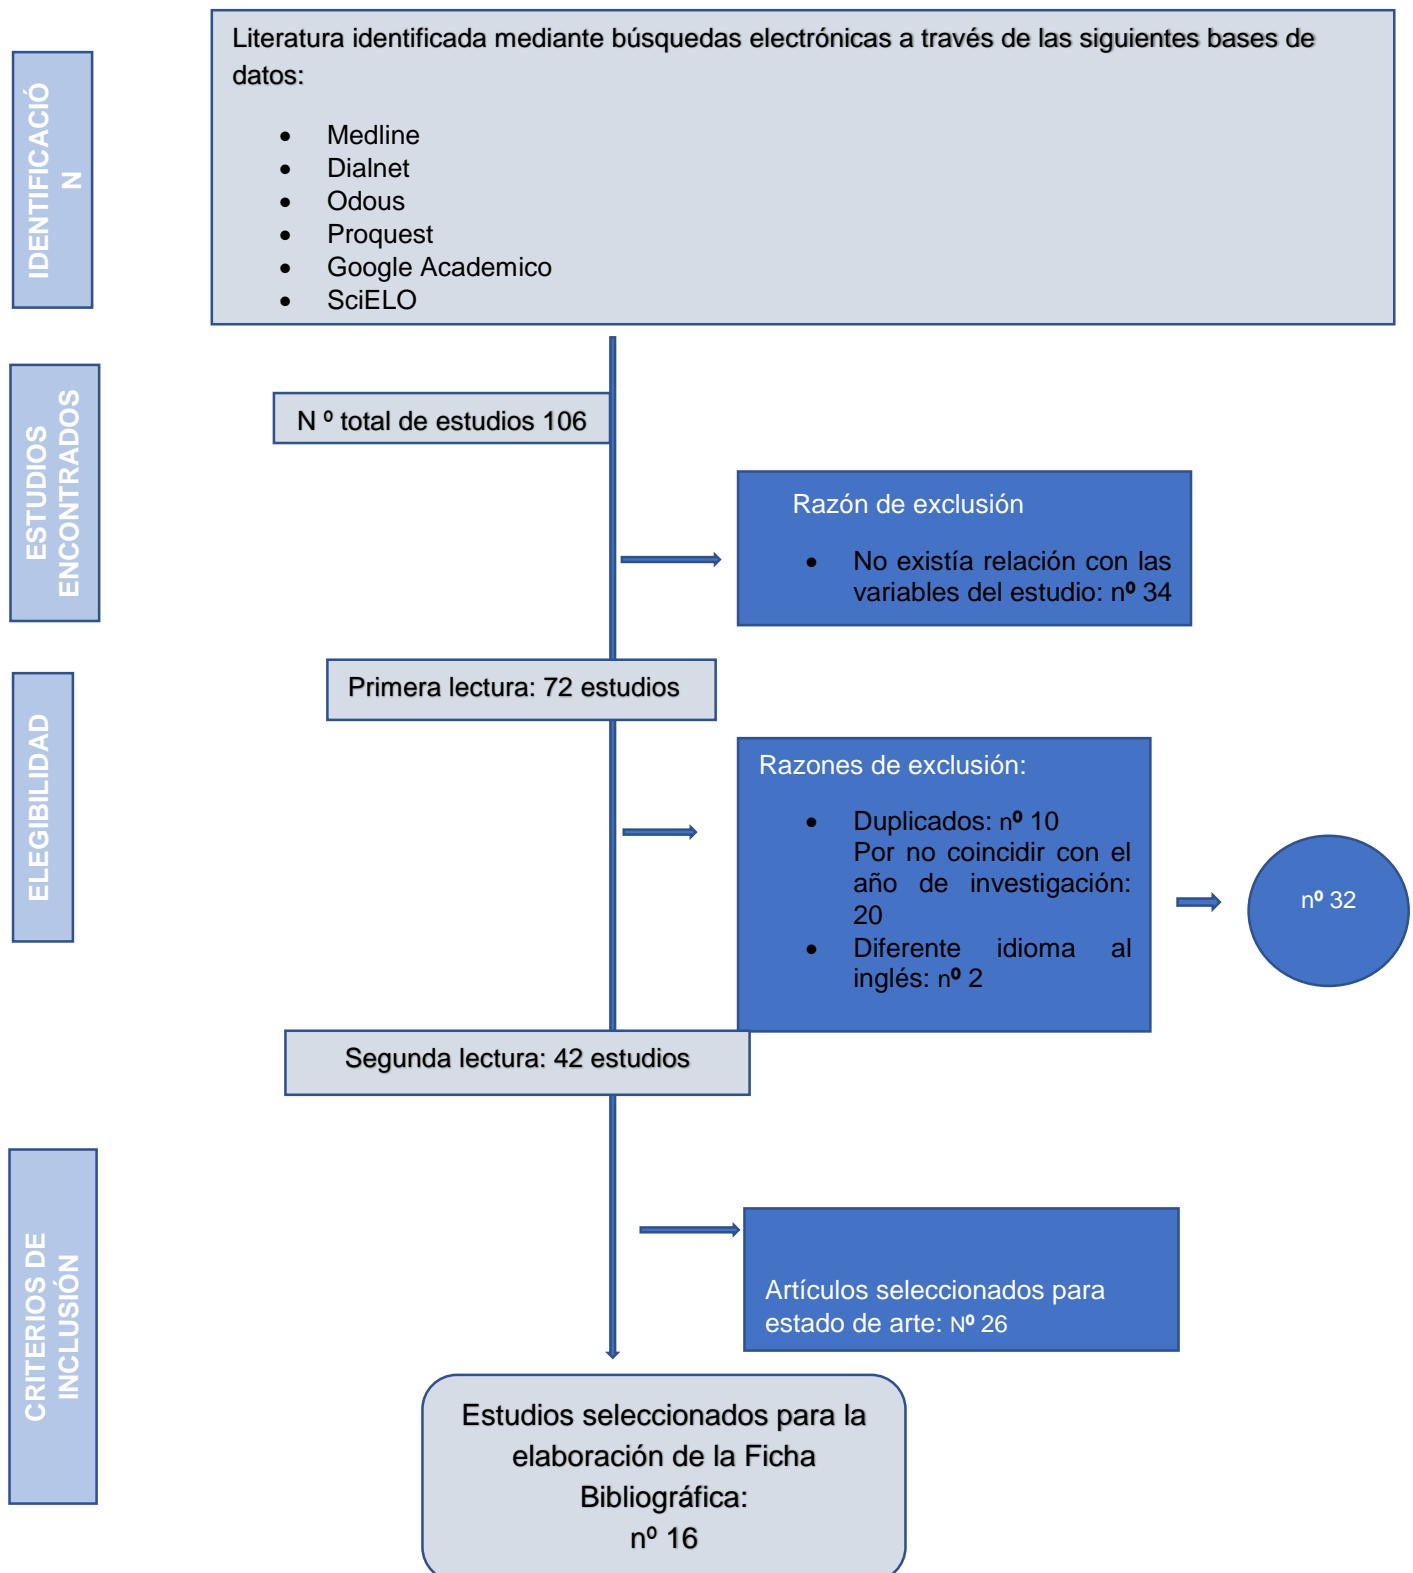 Literatura identificada mediante búsquedas electrónicas a través de las siguientes bases de
datos:
• Medline
• Dialnet
• Odous
• Proquest
• Google Academico
• SciELO
IDENTIFICACIÓ
N
ESTUDIOS
ENCONTRADOS
N º total de estudios 106
Razón de exclusión
• No existía relación con las
variables del estudio: nº 34
ELEGIBILIDAD
Primera lectura: 72 estudios
Razones de exclusión:
• Duplicados: nº 10
Por no coincidir con el
año de investigación:
20
• Diferente idioma al
inglés: nº 2
nº 32
Segunda lectura: 42 estudios
CRITERIOS DE
INCLUSIÓN
Artículos seleccionados para
estado de arte: Nº 26
Estudios seleccionados para la
elaboración de la Ficha
Bibliográfica:
nº 16